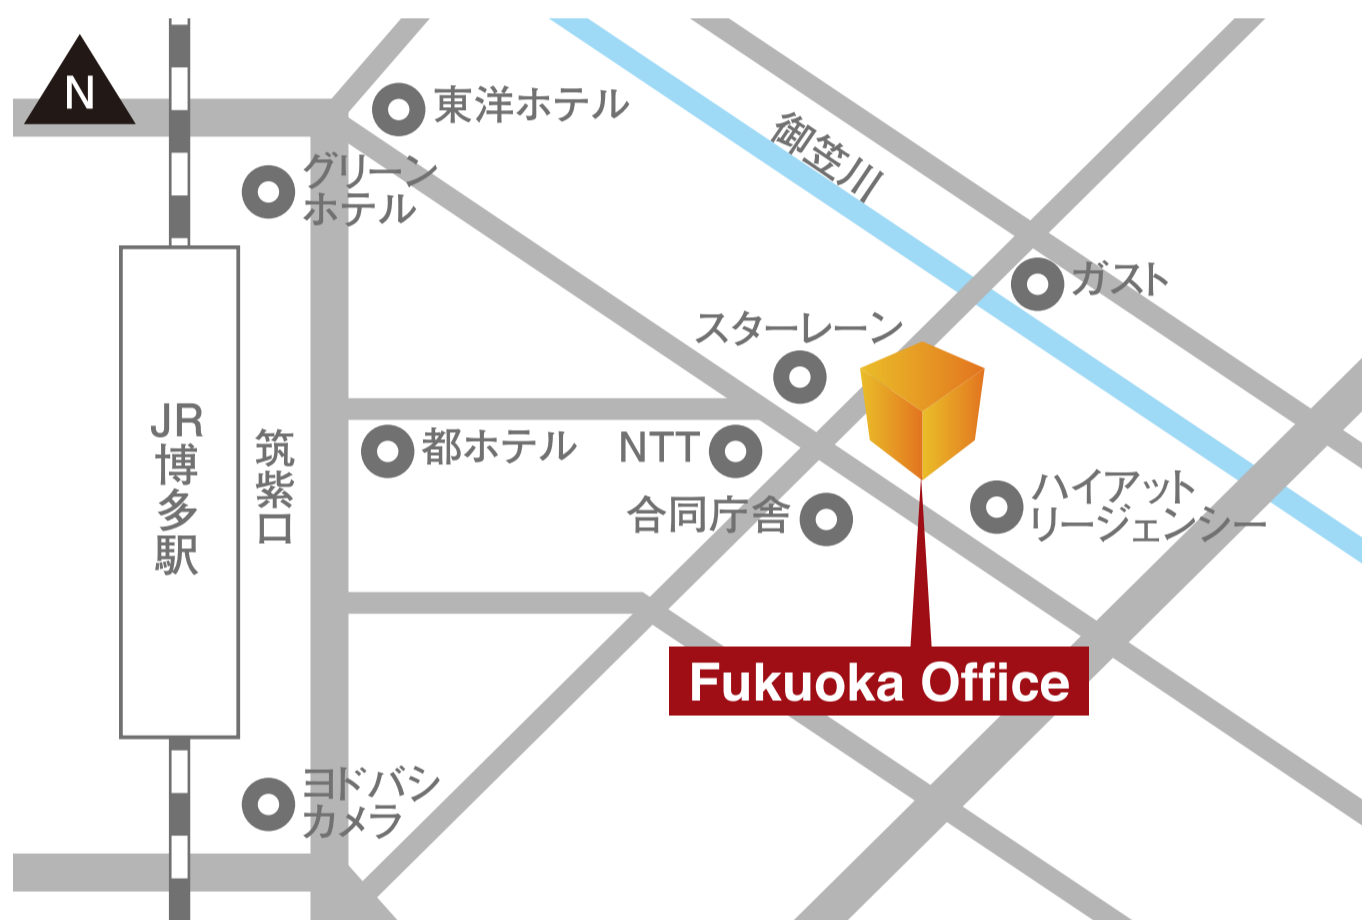 N
東洋ホテル
グリーン
ホテル
御笠川
ガスト
スターレーン
JR
博多駅
筑紫口
都ホテル
NTT
合同庁舎
ハイアット
リージェンシー
Fukuoka Office
ヨドバシ
カメラ